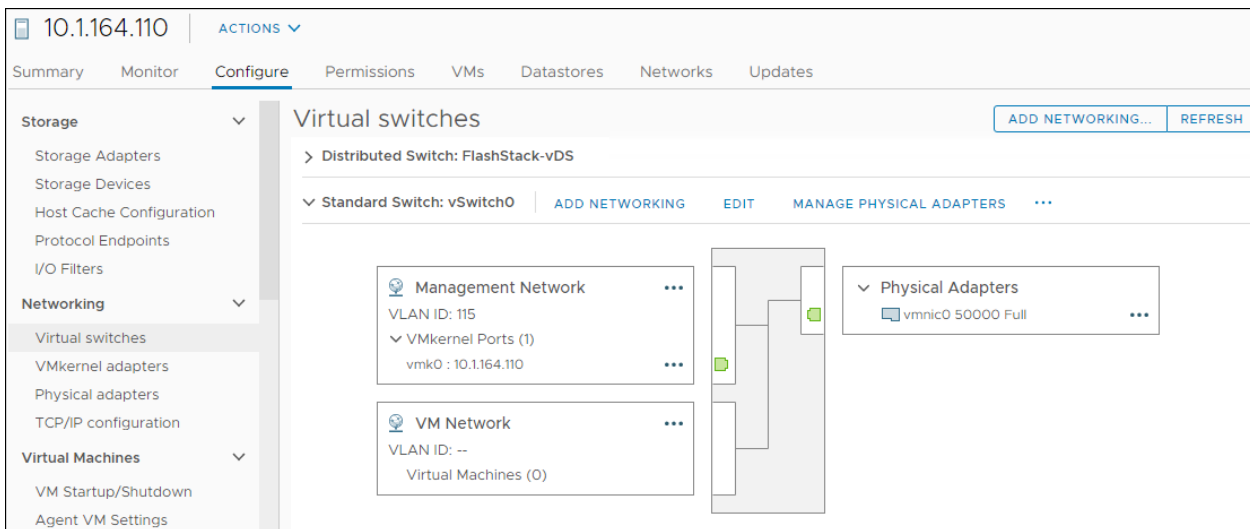 10.1.164.110 ACTIONS
Summary Monitor Configure Permissions VMs Datastores Networks Updates
Storage
Storage Adapters
Storage Devices
Host Cache Configuration
Protocol Endpoints
I/O Filters
Networking
Virtual switches
VMkernel adapters
Physical adapters
TCP/IP configuration
Virtual Machines
VM Startup/Shutdown
Agent VM Settings
Virtual switches
ADD NETWORKING... REFRESH
Distributed Switch: FlashStack-vDS
Standard Switch: vSwitch0 ADD NETWORKING EDIT MANAGE PHYSICAL ADAPTERS ...
Management Network ...
VLAN ID: 115
VMkernel Ports (1)
vmk0 : 10.1.164.110 ...
VM Network ...
VLAN ID: --
Virtual Machines (0)
Physical Adapters
vmnic0 50000 Full ...